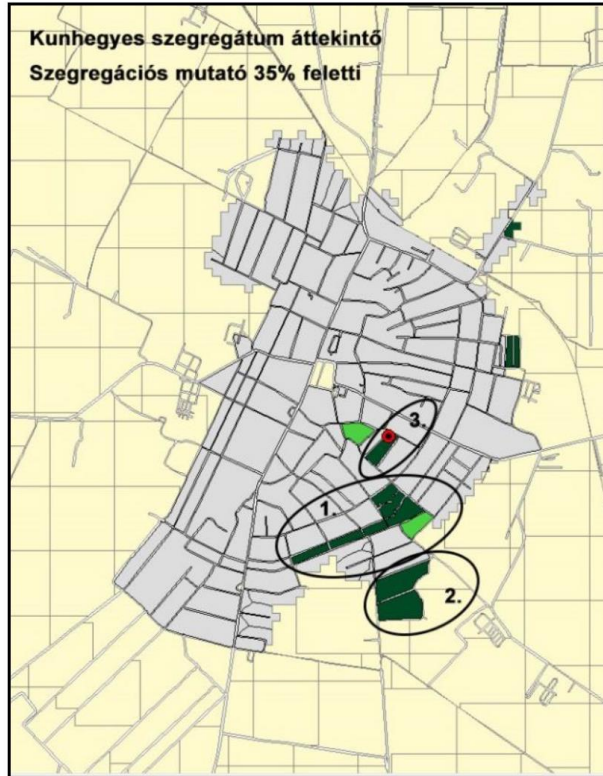 Kunhegyes szegregátum áttekintő
Szegregációs mutató 35% feletti
3.
1.
2.